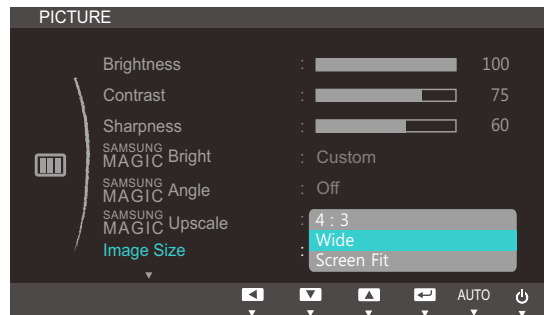 PICTURE
Brightness : 100
Contrast : 75
Sharpness : 60
SAMSUNG MAGIC Bright : Custom
SAMSUNG MAGIC Angle : Off
SAMSUNG MAGIC Upscale : 4 : 3
Image Size : Wide
Screen Fit
AUTO